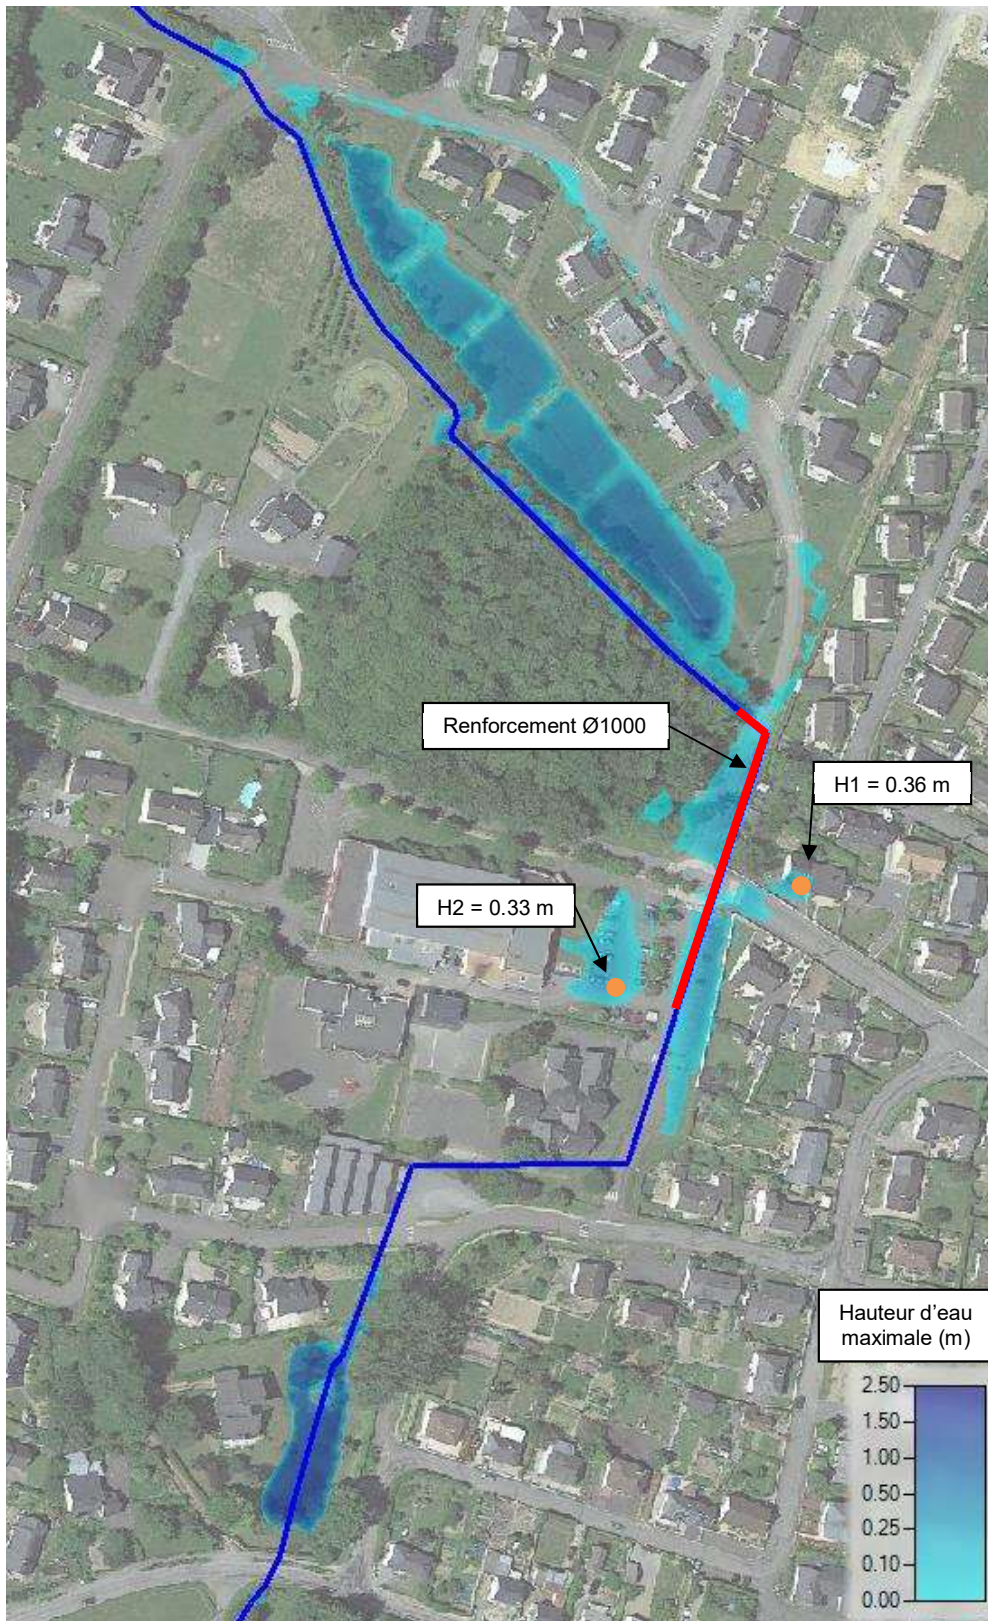 Renforcement Ø1000
H1 = 0.36 m
H2 = 0.33 m
Hauteur d'eau
maximale (m)
2.50
1.50
1.00
0.50
0.25
0.10
0.00